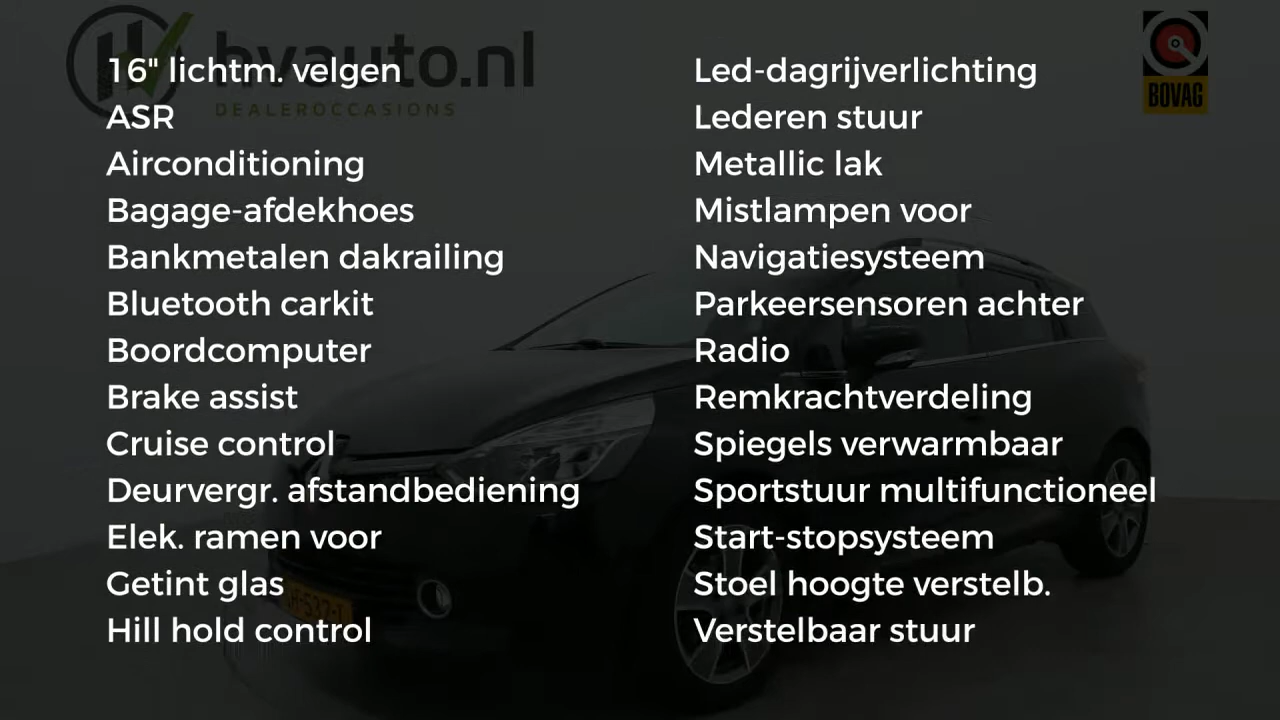 hvauto.nl
DEALEROCCASIONS
BOVAG
16" lichtm. velgen
ASR
Airconditioning
Bagage-afdekhoes
Bankmetalen dakrailing
Bluetooth carkit
Boordcomputer
Brake assist
Cruise control
Deurvergr. afstandbediening
Elek. ramen voor
Getint glas
Hill hold control
Led-dagrijverlichting
Lederen stuur
Metallic lak
Mistlampen voor
Navigatiesysteem
Parkeersensoren achter
Radio
Remkrachtverdeling
Spiegels verwarmbaar
Sportstuur multifunctioneel
Start-stopsysteem
Stoel hoogte verstelb.
Verstelbaar stuur